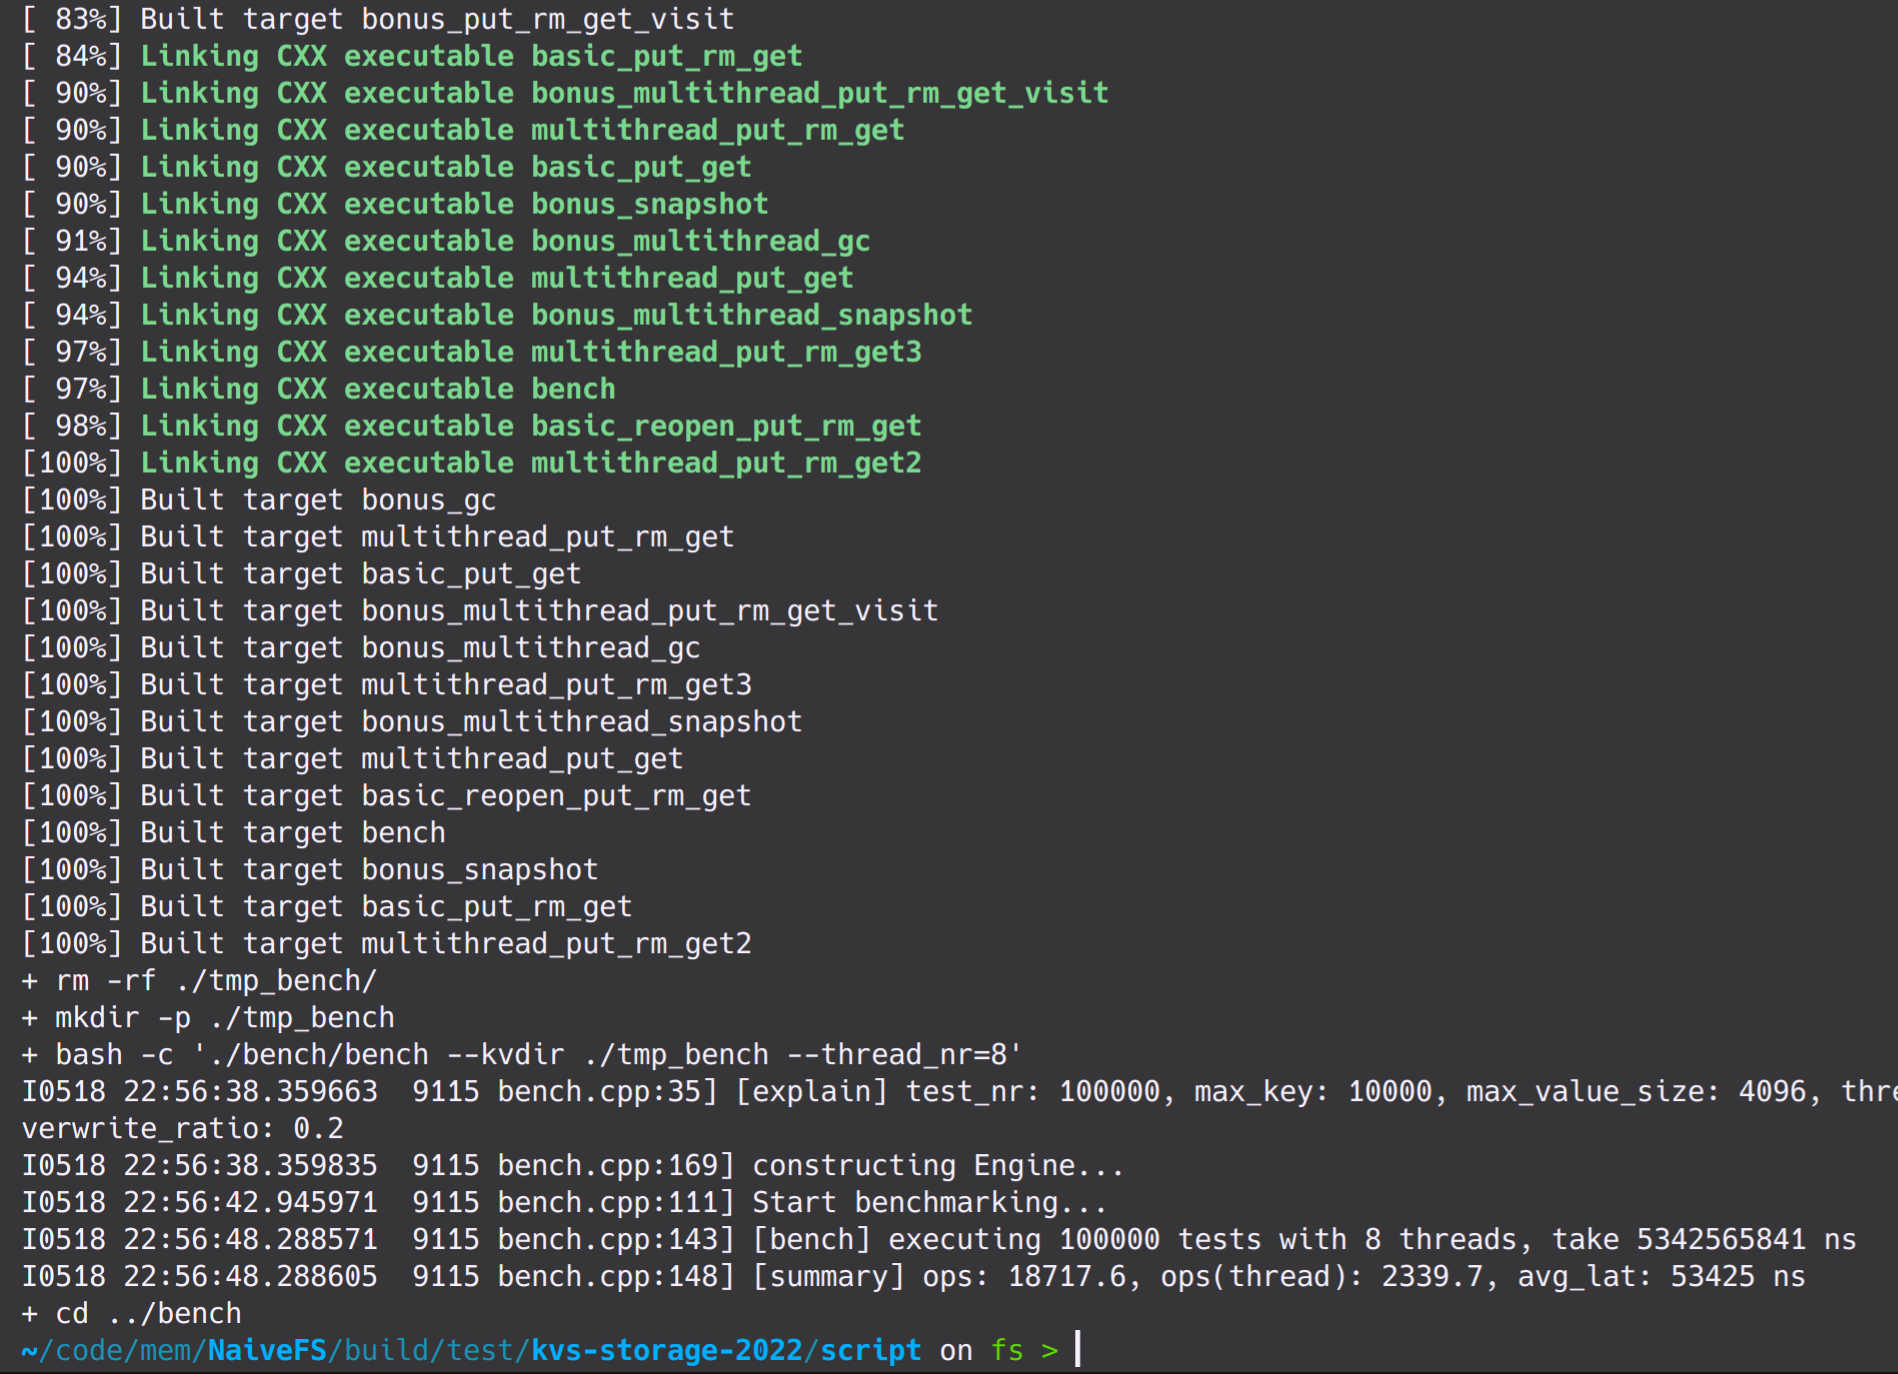 [ 83%] Built target bonus_put_rm_get_visit
[ 84%] Linking CXX executable basic_put_rm_get
[ 90%] Linking CXX executable bonus_multithread_put_rm_get_visit
[ 90%] Linking CXX executable multithread_put_rm_get
[ 90%] Linking CXX executable basic_put_get
[ 90%] Linking CXX executable bonus_snapshot
[ 91%] Linking CXX executable bonus_multithread_gc
[ 94%] Linking CXX executable multithread_put_get
[ 94%] Linking CXX executable bonus_multithread_snapshot
[ 97%] Linking CXX executable multithread_put_rm_get3
[ 97%] Linking CXX executable bench
[ 98%] Linking CXX executable basic_reopen_put_rm_get
[100%] Linking CXX executable multithread_put_rm_get2
[100%] Built target bonus_gc
[100%] Built target multithread_put_rm_get
[100%] Built target basic_put_get
[100%] Built target bonus_multithread_put_rm_get_visit
[100%] Built target bonus_multithread_gc
[100%] Built target multithread_put_rm_get3
[100%] Built target bonus_multithread_snapshot
[100%] Built target multithread_put_get
[100%] Built target basic_reopen_put_rm_get
[100%] Built target bench
[100%] Built target bonus_snapshot
[100%] Built target basic_put_rm_get
[100%] Built target multithread_put_rm_get2
+ rm -rf ./tmp_bench/
+ mkdir -p ./tmp_bench
+ bash -c './bench/bench --kvdir ./tmp_bench --thread_nr=8'
I0518 22:56:38.359663  9115 bench.cpp:35] [explain] test_nr: 100000, max_key: 10000, max_value_size: 4096, thre
verwrite_ratio: 0.2
I0518 22:56:38.359835  9115 bench.cpp:169] constructing Engine...
I0518 22:56:42.945971  9115 bench.cpp:111] Start benchmarking...
I0518 22:56:48.288571  9115 bench.cpp:143] [bench] executing 100000 tests with 8 threads, take 5342565841 ns
I0518 22:56:48.288605  9115 bench.cpp:148] [summary] ops: 18717.6, ops(thread): 2339.7, avg_lat: 53425 ns
+ cd ../bench
~/code/mem/NaiveFS/build/test/kvs-storage-2022/script on fs >